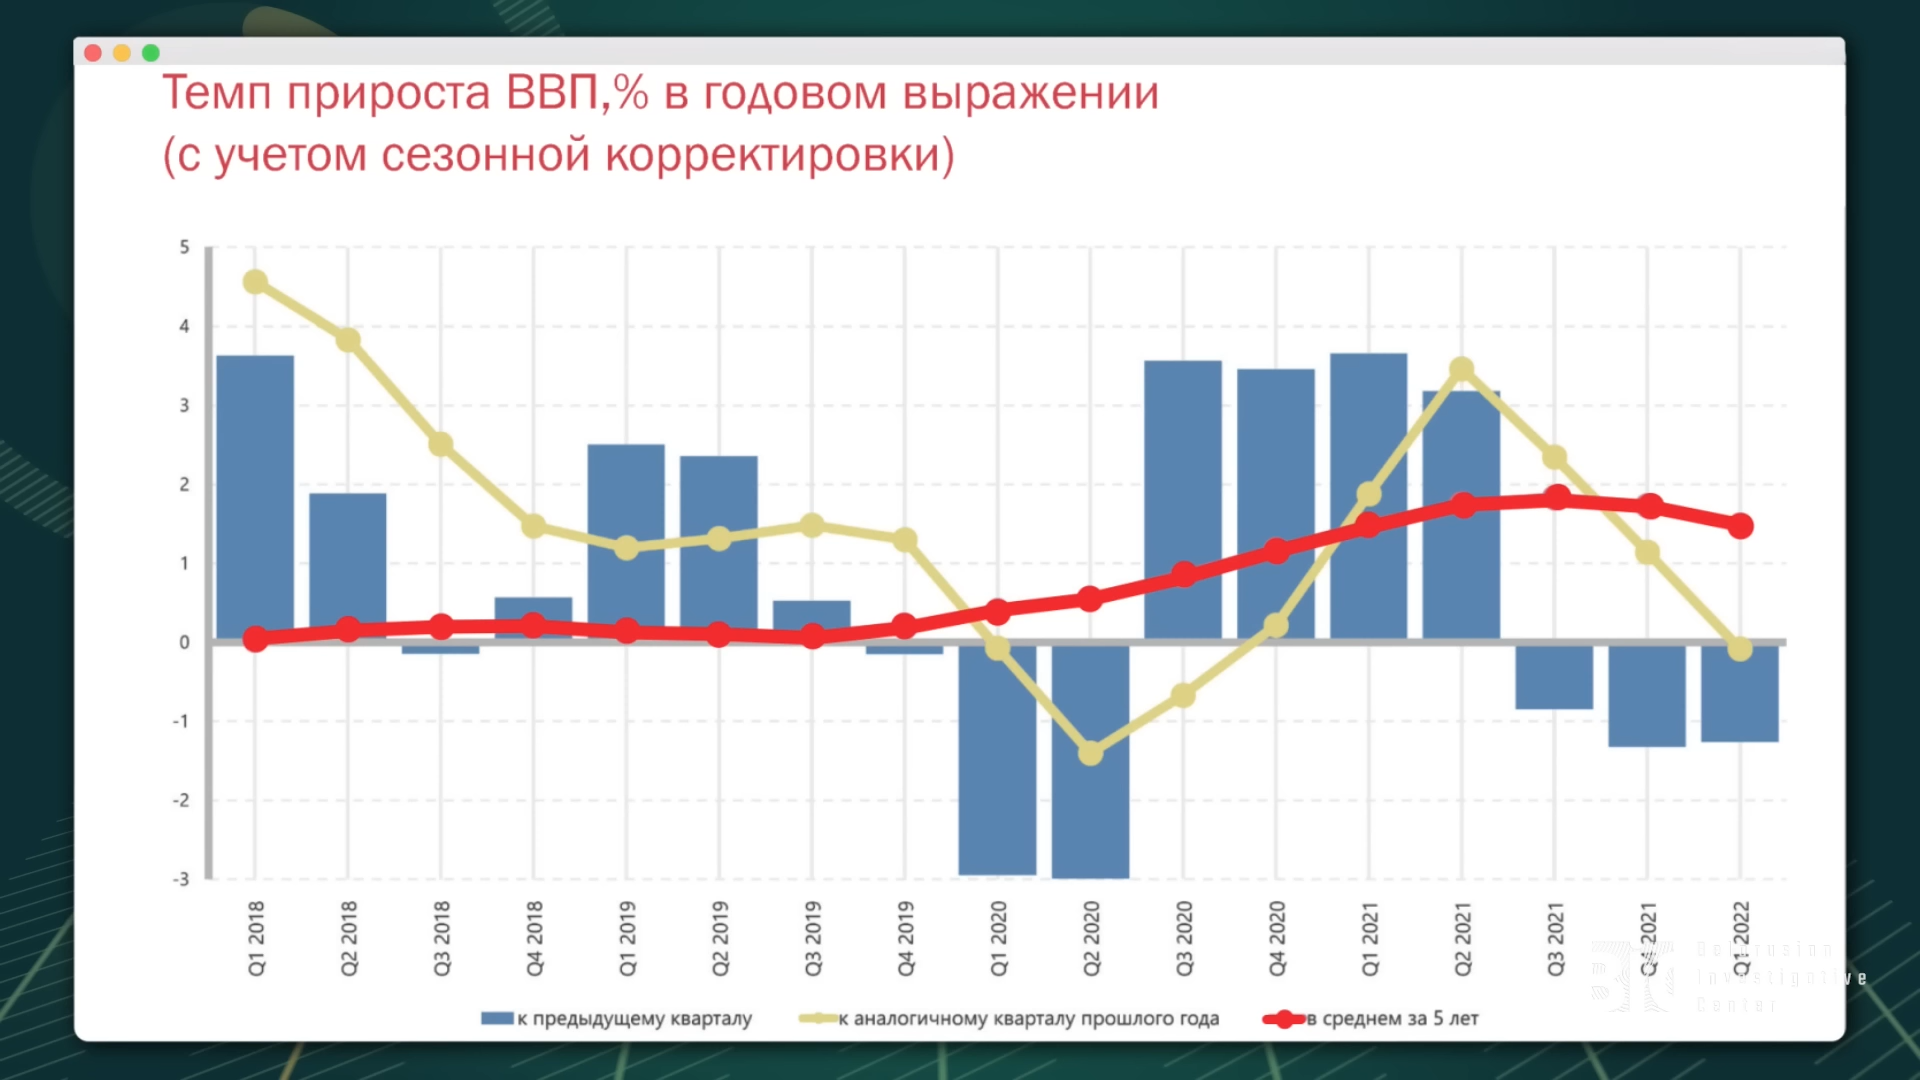 Темп прироста ВВП,% в годовом выражении
(с учетом сезонной корректировки)
5
4
3
2
1
0
-1
-2
-3
Q1 2018
Q2 2018
Q3 2018
Q4 2018
Q1 2019
Q2 2019
Q3 2019
Q4 2019
Q1 2020
Q2 2020
Q3 2020
Q4 2020
Q1 2021
Q2 2021
Q3 2021
Q4 2021
Q1 2022
к предыдущему кварталу
к аналогичному кварталу прошлого года
в среднем за 5 лет
Belarusian
Investigative
Center